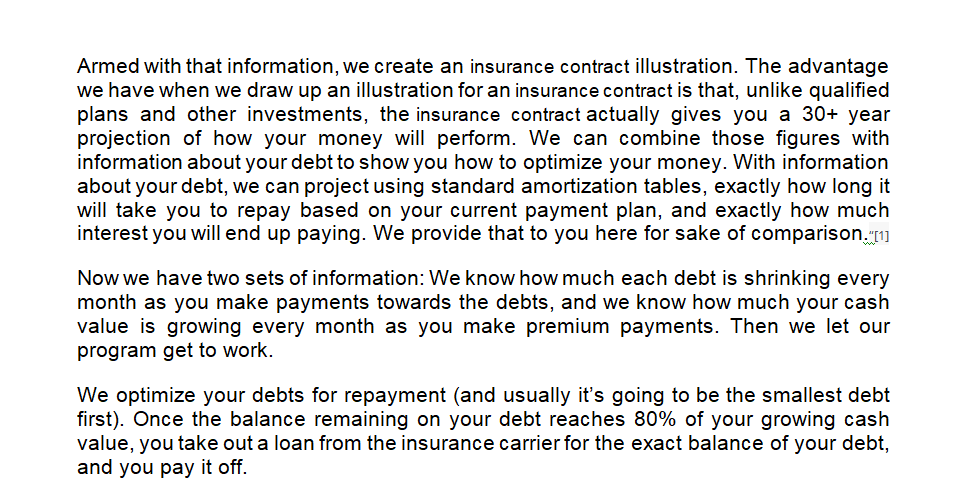 Armed with that information, we create an insurance contract illustration. The advantage
we have when we draw up an illustration for an insurance contract is that, unlike qualified
plans and other investments, the insurance contract actually gives you a 30+ year
projection of how your money will perform. We can combine those figures with
information about your debt to show you how to optimize your money. With information
about your debt, we can project using standard amortization tables, exactly how long it
will take you to repay based on your current payment plan, and exactly how much
interest you will end up paying. We provide that to you here for sake of comparison.“[1]
Now we have two sets of information: We know how much each debt is shrinking every
month as you make payments towards the debts, and we know how much your cash
value is growing every month as you make premium payments. Then we let our
program get to work.
We optimize your debts for repayment (and usually it’s going to be the smallest debt
first). Once the balance remaining on your debt reaches 80% of your growing cash
value, you take out a loan from the insurance carrier for the exact balance of your debt,
and you pay it off.